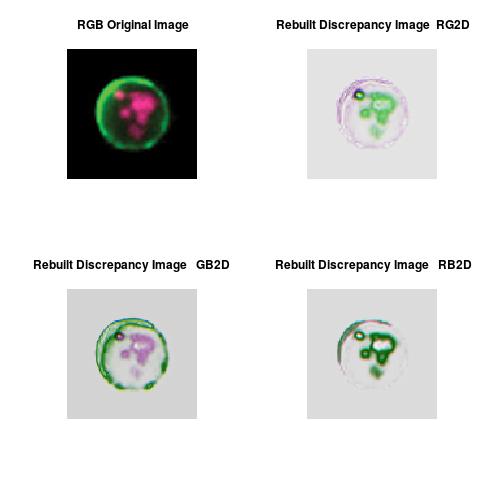 RGB Original Image
Rebuilt Discrepancy Image  RG2D
Rebuilt Discrepancy Image   GB2D
Rebuilt Discrepancy Image   RB2D